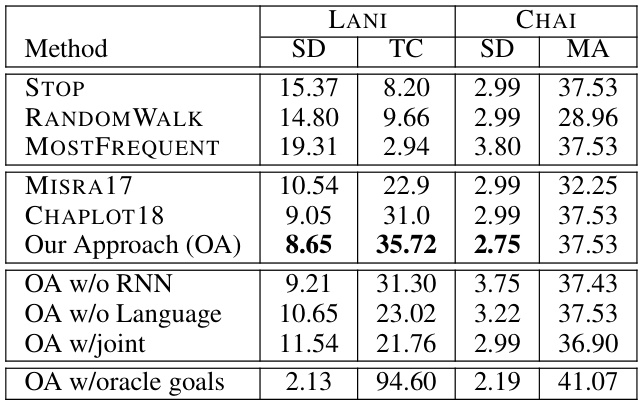 LANI CHAI
Method SD TC SD MA
STOP 15.37 8.20 2.99 37.53
RANDOMWALK 14.80 9.66 2.99 28.96
MOSTFREQUENT 19.31 2.94 3.80 37.53
MISRA17 10.54 22.9 2.99 32.25
CHAPLOT18 9.05 31.0 2.99 37.53
Our Approach (OA) 8.65 35.72 2.75 37.53
OA w/o RNN 9.21 31.30 3.75 37.43
OA w/o Language 10.65 23.02 3.22 37.53
OA w/joint 11.54 21.76 2.99 36.90
OA w/oracle goals 2.13 94.60 2.19 41.07